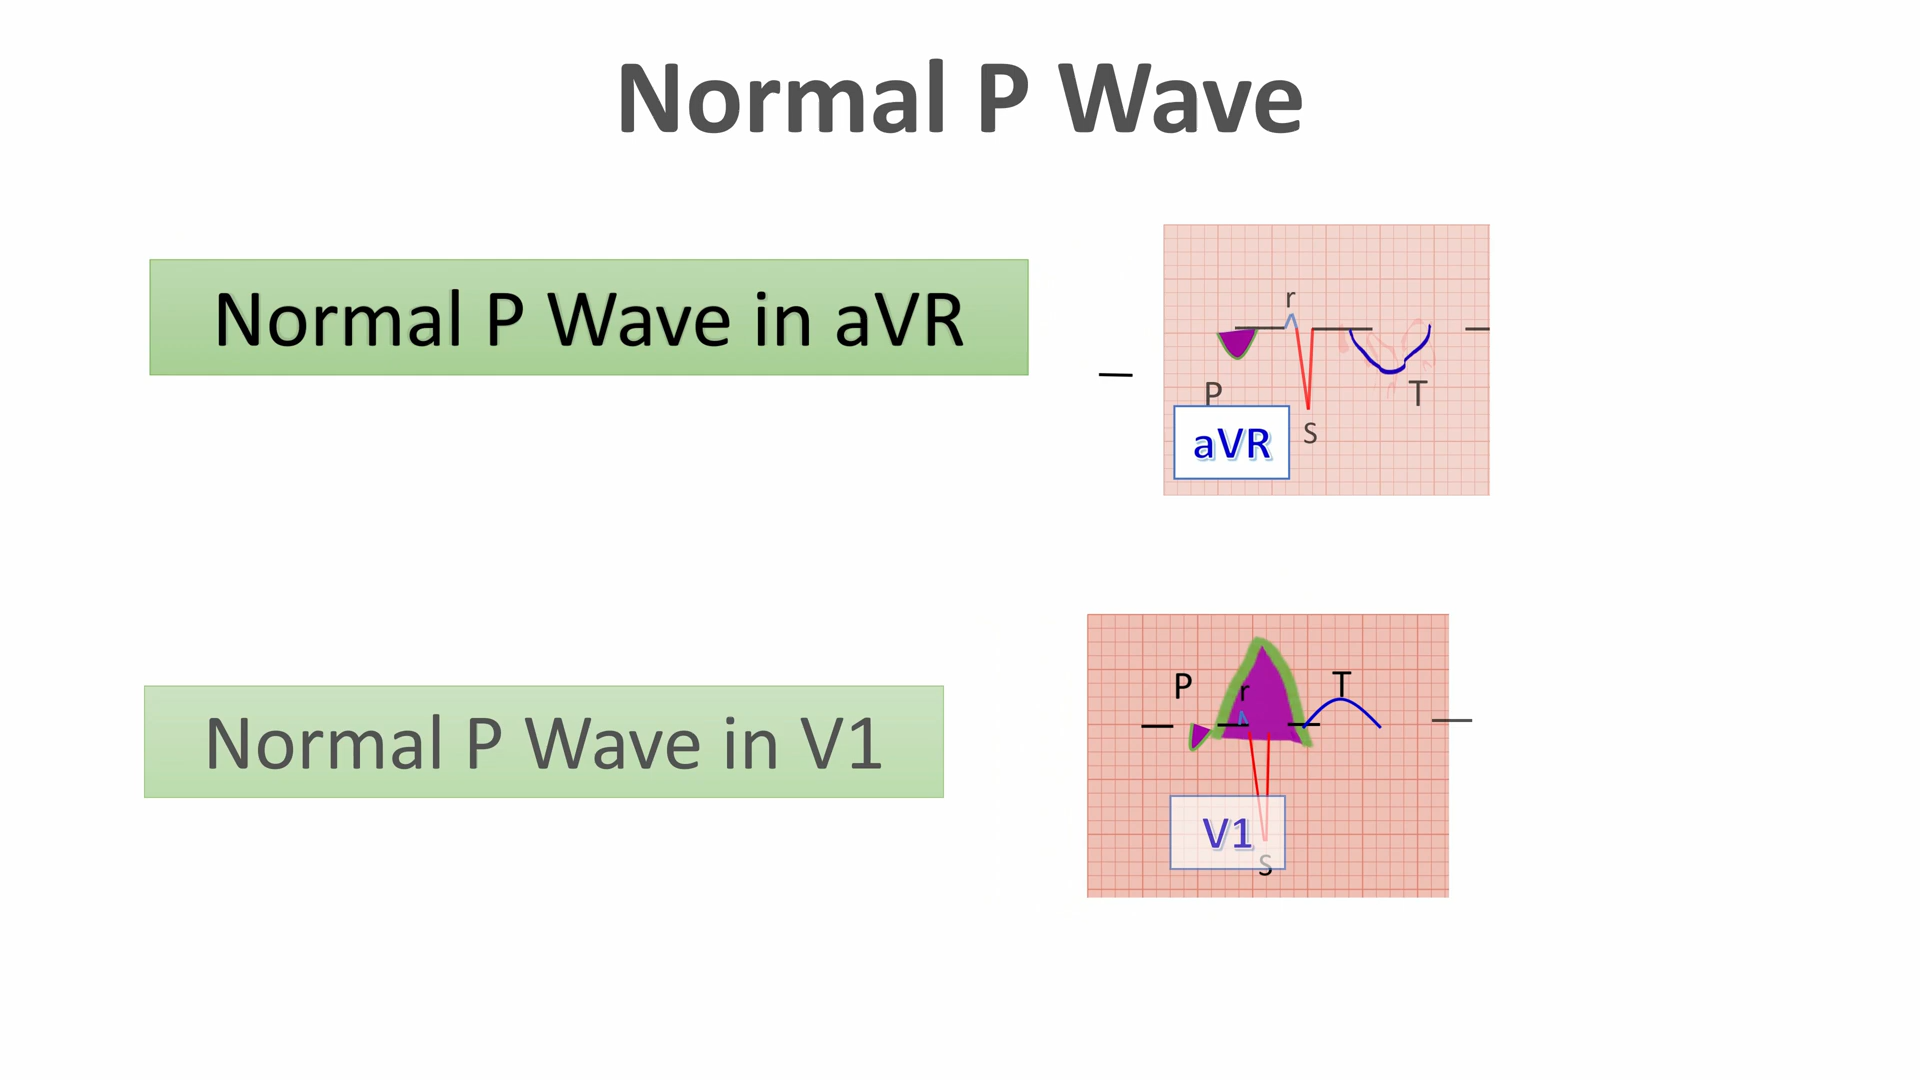 Normal P Wave
Normal P Wave in aVR
r
P
T
aVR
S
Normal P Wave in V1
P
r
T
V1
S